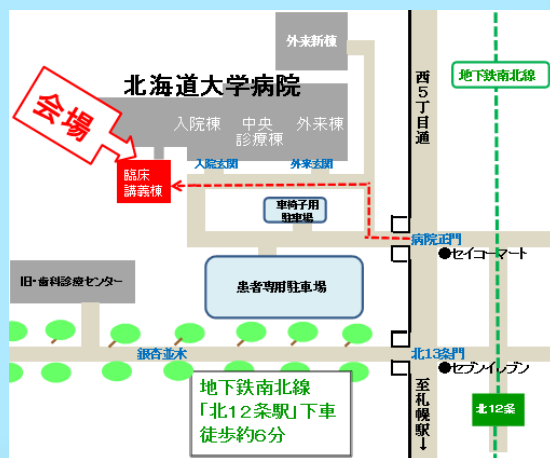 外来新棟
北海道大学病院
会場
入院棟
中央
診療棟
外来棟
入院玄関
外来玄関
臨床
講義棟
車椅子用
駐車場
西5丁目通
地下鉄南北線
病院正門
●セイコーマート
旧・歯科診療センター
患者専用駐車場
銀杏並木
北13条門
●セブンイレブン
地下鉄南北線
「北12条駅」下車
徒歩約6分
至札幌駅↓
北12条